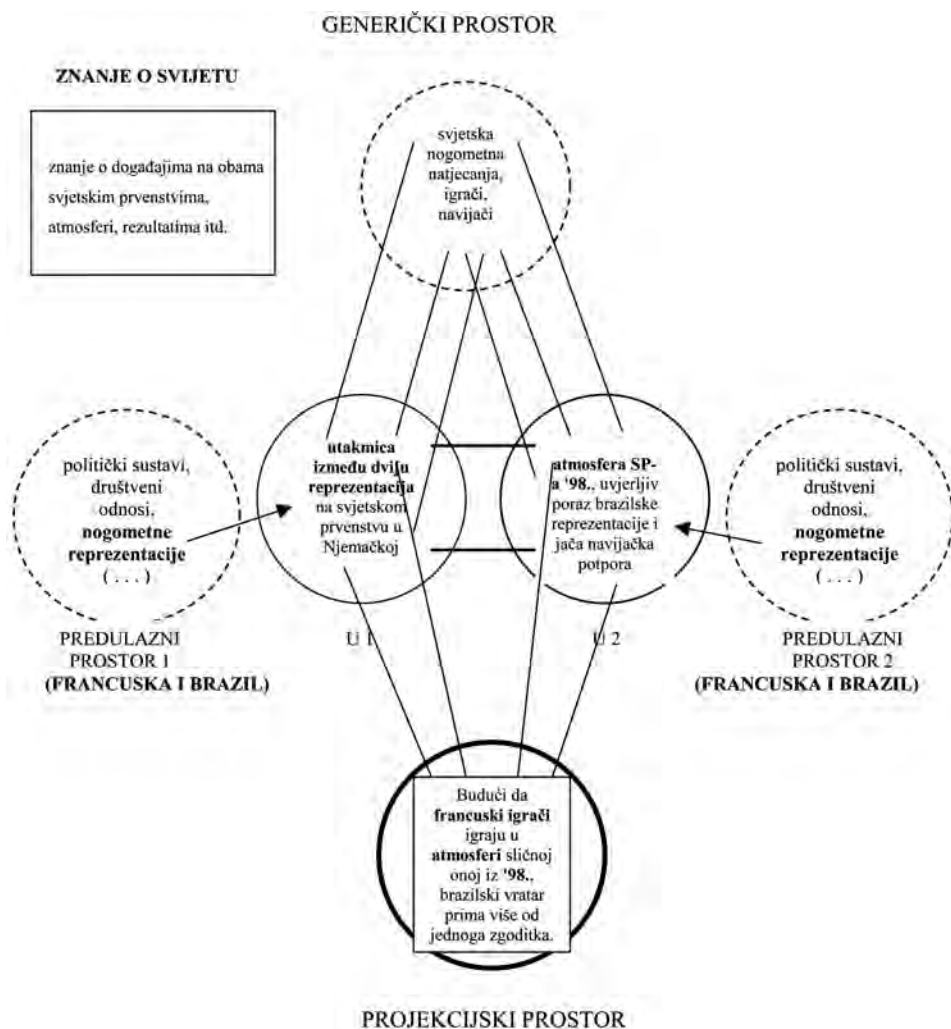 GENERIČKI PROSTOR
ZNANJE O SVIJETU
znanje o događajima na obama
svjetskim prvenstvima,
atmosferi, rezultatima itd.
svjetska
nogometna
natjecanja,
igrači,
navijači
politički sustavi,
društveni
odnosi,
nogometne
reprezentacije
( . . . )
PREDULAZNI
PROSTOR 1
(FRANCUSKA I BRAZIL)
utakmica
između dviju
reprezentacija
na svjetskom
prvenstvu u
Njemačkoj
U 1
atmosfera SP-
a '98., uvjerljiv
poraz brazilske
reprezentacije i
jača navijačka
potpora
U 2
politički sustavi,
društveni
odnosi,
nogometne
reprezentacije
( . . . )
PREDULAZNI
PROSTOR 2
(FRANCUSKA I BRAZIL)
Budući da
francuski igrači
igraju u
atmosferi sličnoj
onoj iz '98.,
brazilski vratar
prima više od
jednoga zgoditka.
PROJEKCIJSKI PROSTOR